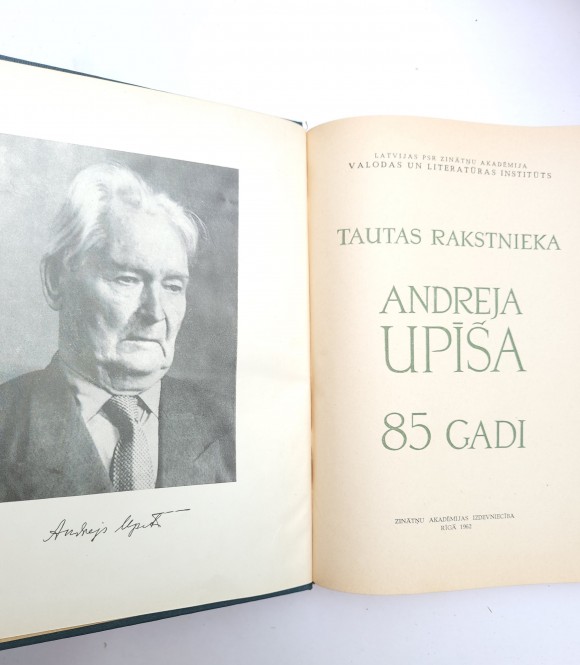 Andrejs Upīts
LATVIJAS PSR ZINĀTŅU AKADĒMIJA
VALODAS UN LITERATŪRAS INSTITŪTS
TAUTAS RAKSTNIEKA
ANDREJA
UPĪŠA
85 GADI
ZINĀTŅU AKADĒMIJAS IZDEVNIECĪBA
RĪGĀ 1962